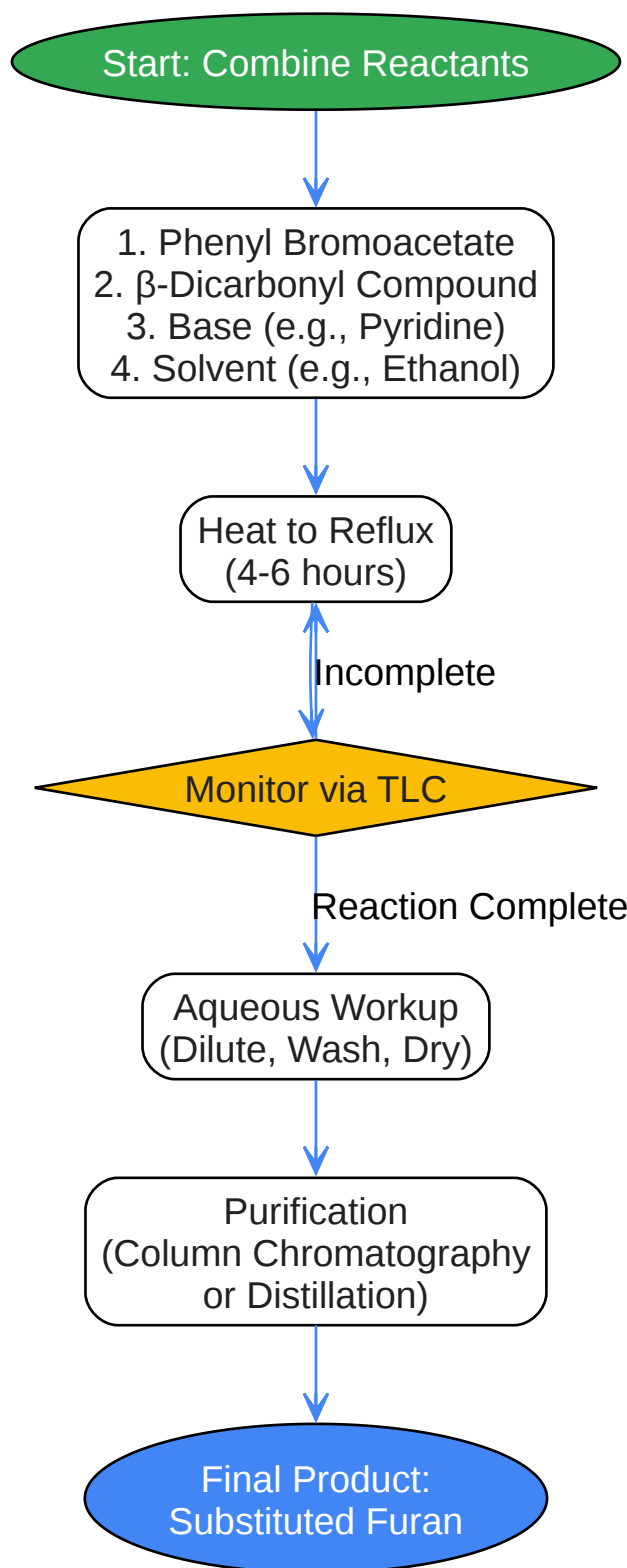 Start: Combine Reactants
1. Phenyl Bromoacetate
2. β-Dicarbonyl Compound
3. Base (e.g., Pyridine)
4. Solvent (e.g., Ethanol)
Heat to Reflux
(4-6 hours)
Incomplete
Monitor via TLC
Reaction Complete
Aqueous Workup
(Dilute, Wash, Dry)
Purification
(Column Chromatography
or Distillation)
Final Product:
Substituted Furan